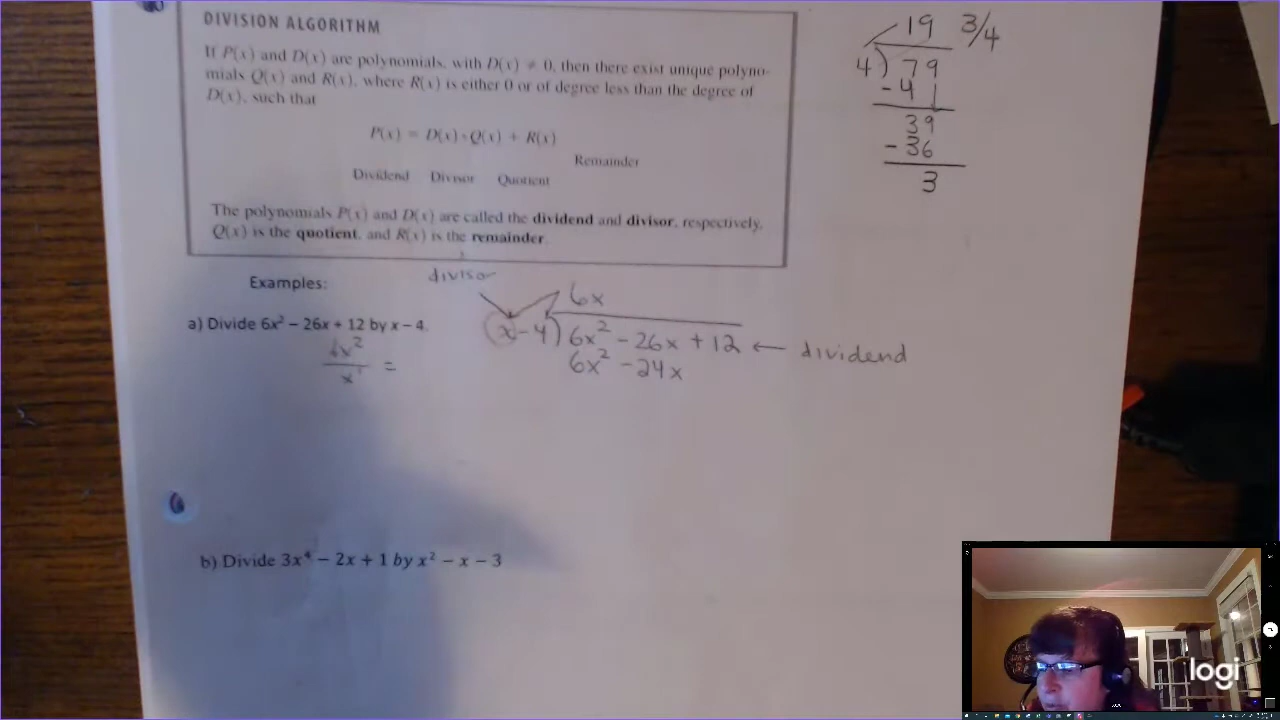 DIVISION ALGORITHM
If P(x) and D(x) are polynomials, with D(x) ≠ 0, then there exist unique polyno-
mials Q(x) and R(x), where R(x) is either 0 or of degree less than the degree of
D(x), such that
P(x) = D(x) · Q(x) + R(x)
Remainder
Dividend Divisor Quotient
The polynomials P(x) and D(x) are called the dividend and divisor, respectively.
Q(x) is the quotient, and R(x) is the remainder.
19 3/4
4) 79
- 4
39
- 36
3
Examples:
divisor
a) Divide 6x² − 26x + 12 by x − 4.
6x
x - 4) 6x² - 26x + 12 ← dividend
6x² - 24x
x²
x¹ =
b) Divide 3x⁴ − 2x + 1 by x² − x − 3
logi